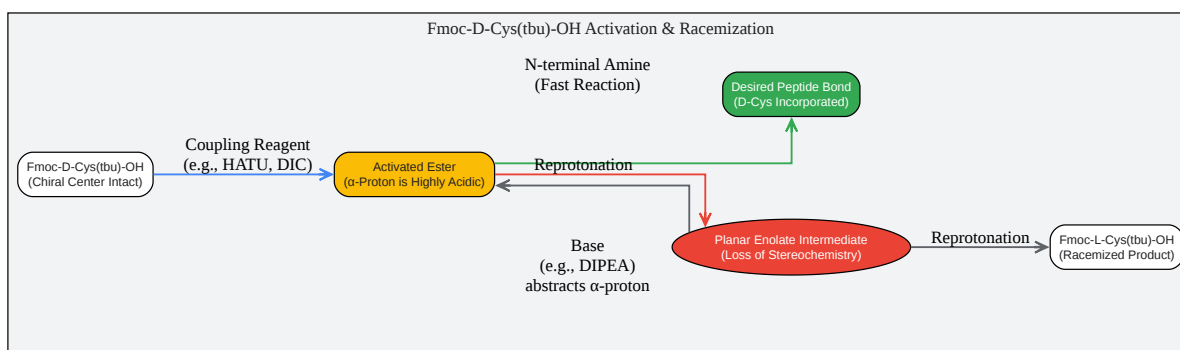 Fmoc-D-Cys(tbu)-OH Activation & Racemization
N-terminal Amine
(Fast Reaction)
Desired Peptide Bond
(D-Cys Incorporated)
Coupling Reagent
(e.g., HATU, DIC)
Fmoc-D-Cys(tbu)-OH
(Chiral Center Intact)
Activated Ester
(α-Proton is Highly Acidic)
Reprotonation
Base
(e.g., DIPEA)
abstracts α-proton
Planar Enolate Intermediate
(Loss of Stereochemistry)
Reprotonation
Fmoc-L-Cys(tbu)-OH
(Racemized Product)